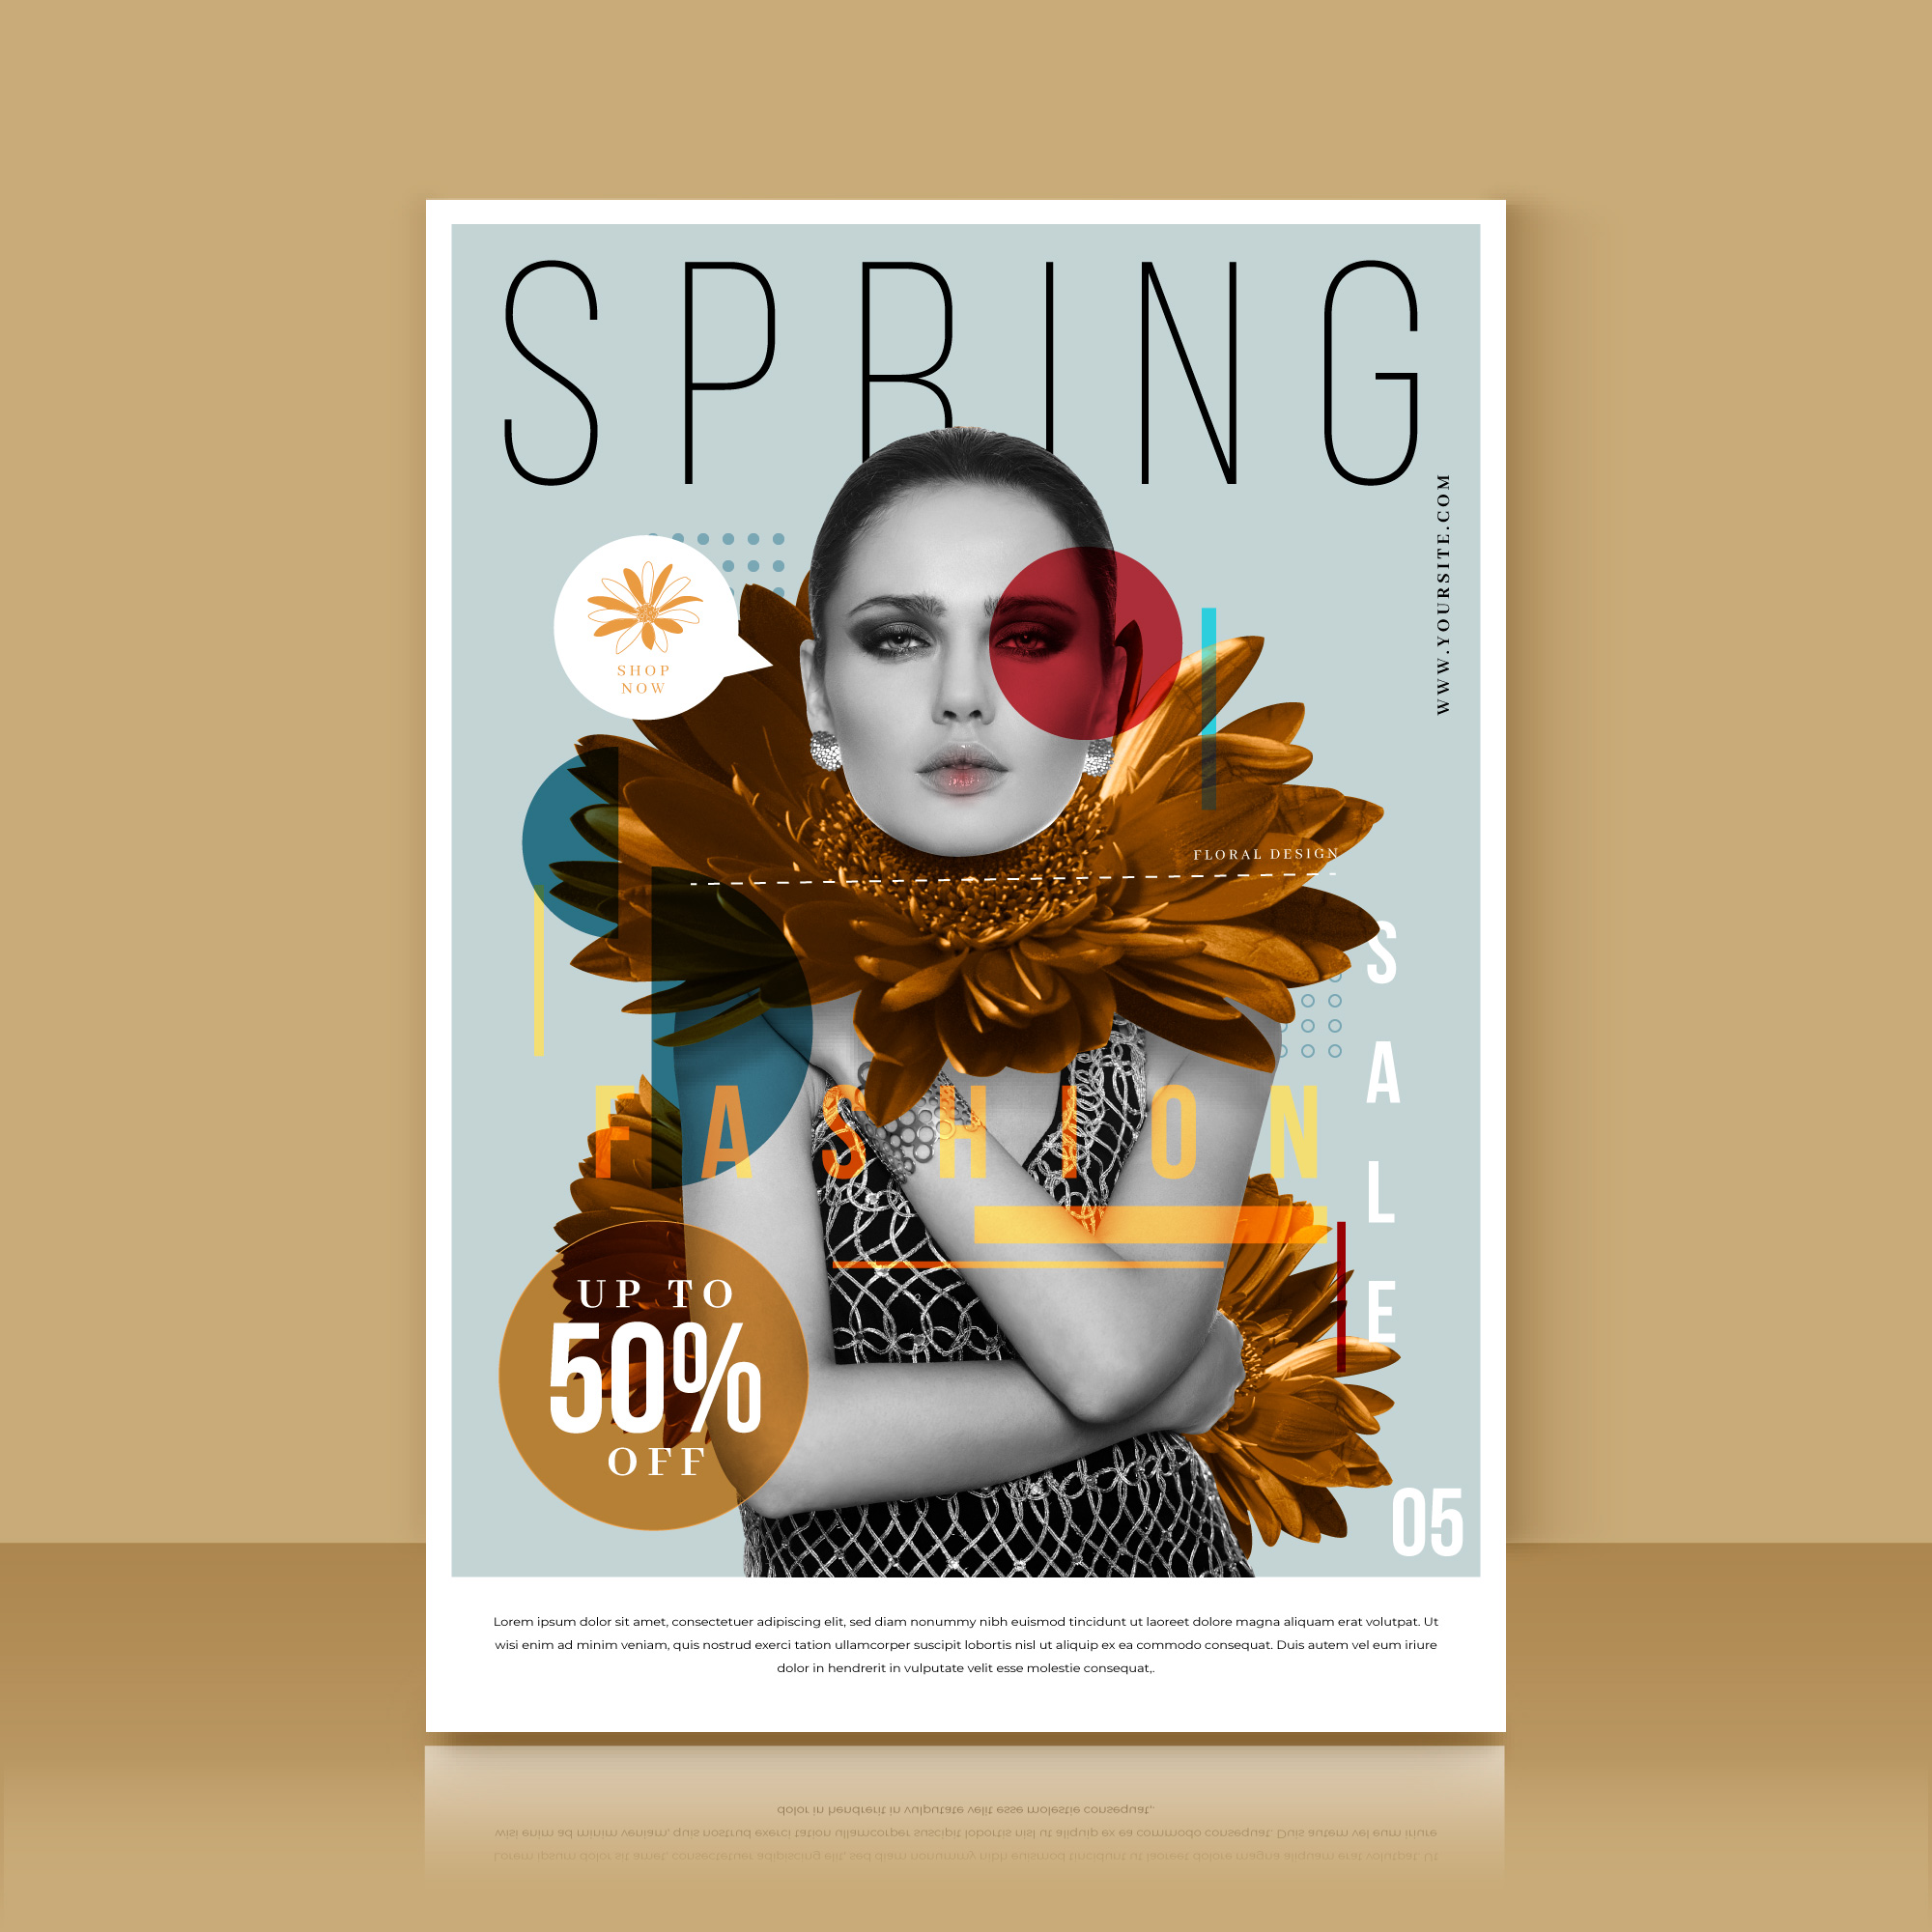 SPRING
WWW.YOURSITE.COM
SHOP
NOW
FLORAL DESIGN
SALE
FASHION
UP TO
50%
OFF
05
Lorem ipsum dolor sit amet, consectetuer adipiscing elit, sed diam nonummy nibh euismod tincidunt ut laoreet dolore magna aliquam erat volutpat. Ut
wisi enim ad minim veniam, quis nostrud exerci tation ullamcorper suscipit lobortis nisl ut aliquip ex ea commodo consequat. Duis autem vel eum iriure
dolor in hendrerit in vulputate velit esse molestie consequat,.